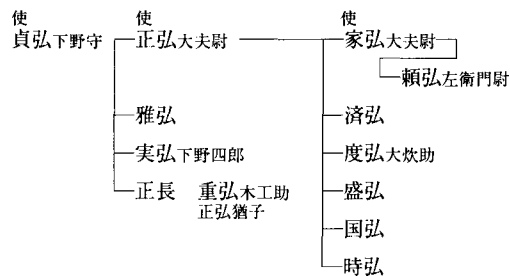 使 使 使
貞弘下野守 正弘大夫尉 家弘大夫尉
頼弘左衛門尉
雅弘 済弘
実弘下野四郎 度弘大炊助
正長 重弘木工助 盛弘
正弘猶子
国弘
時弘